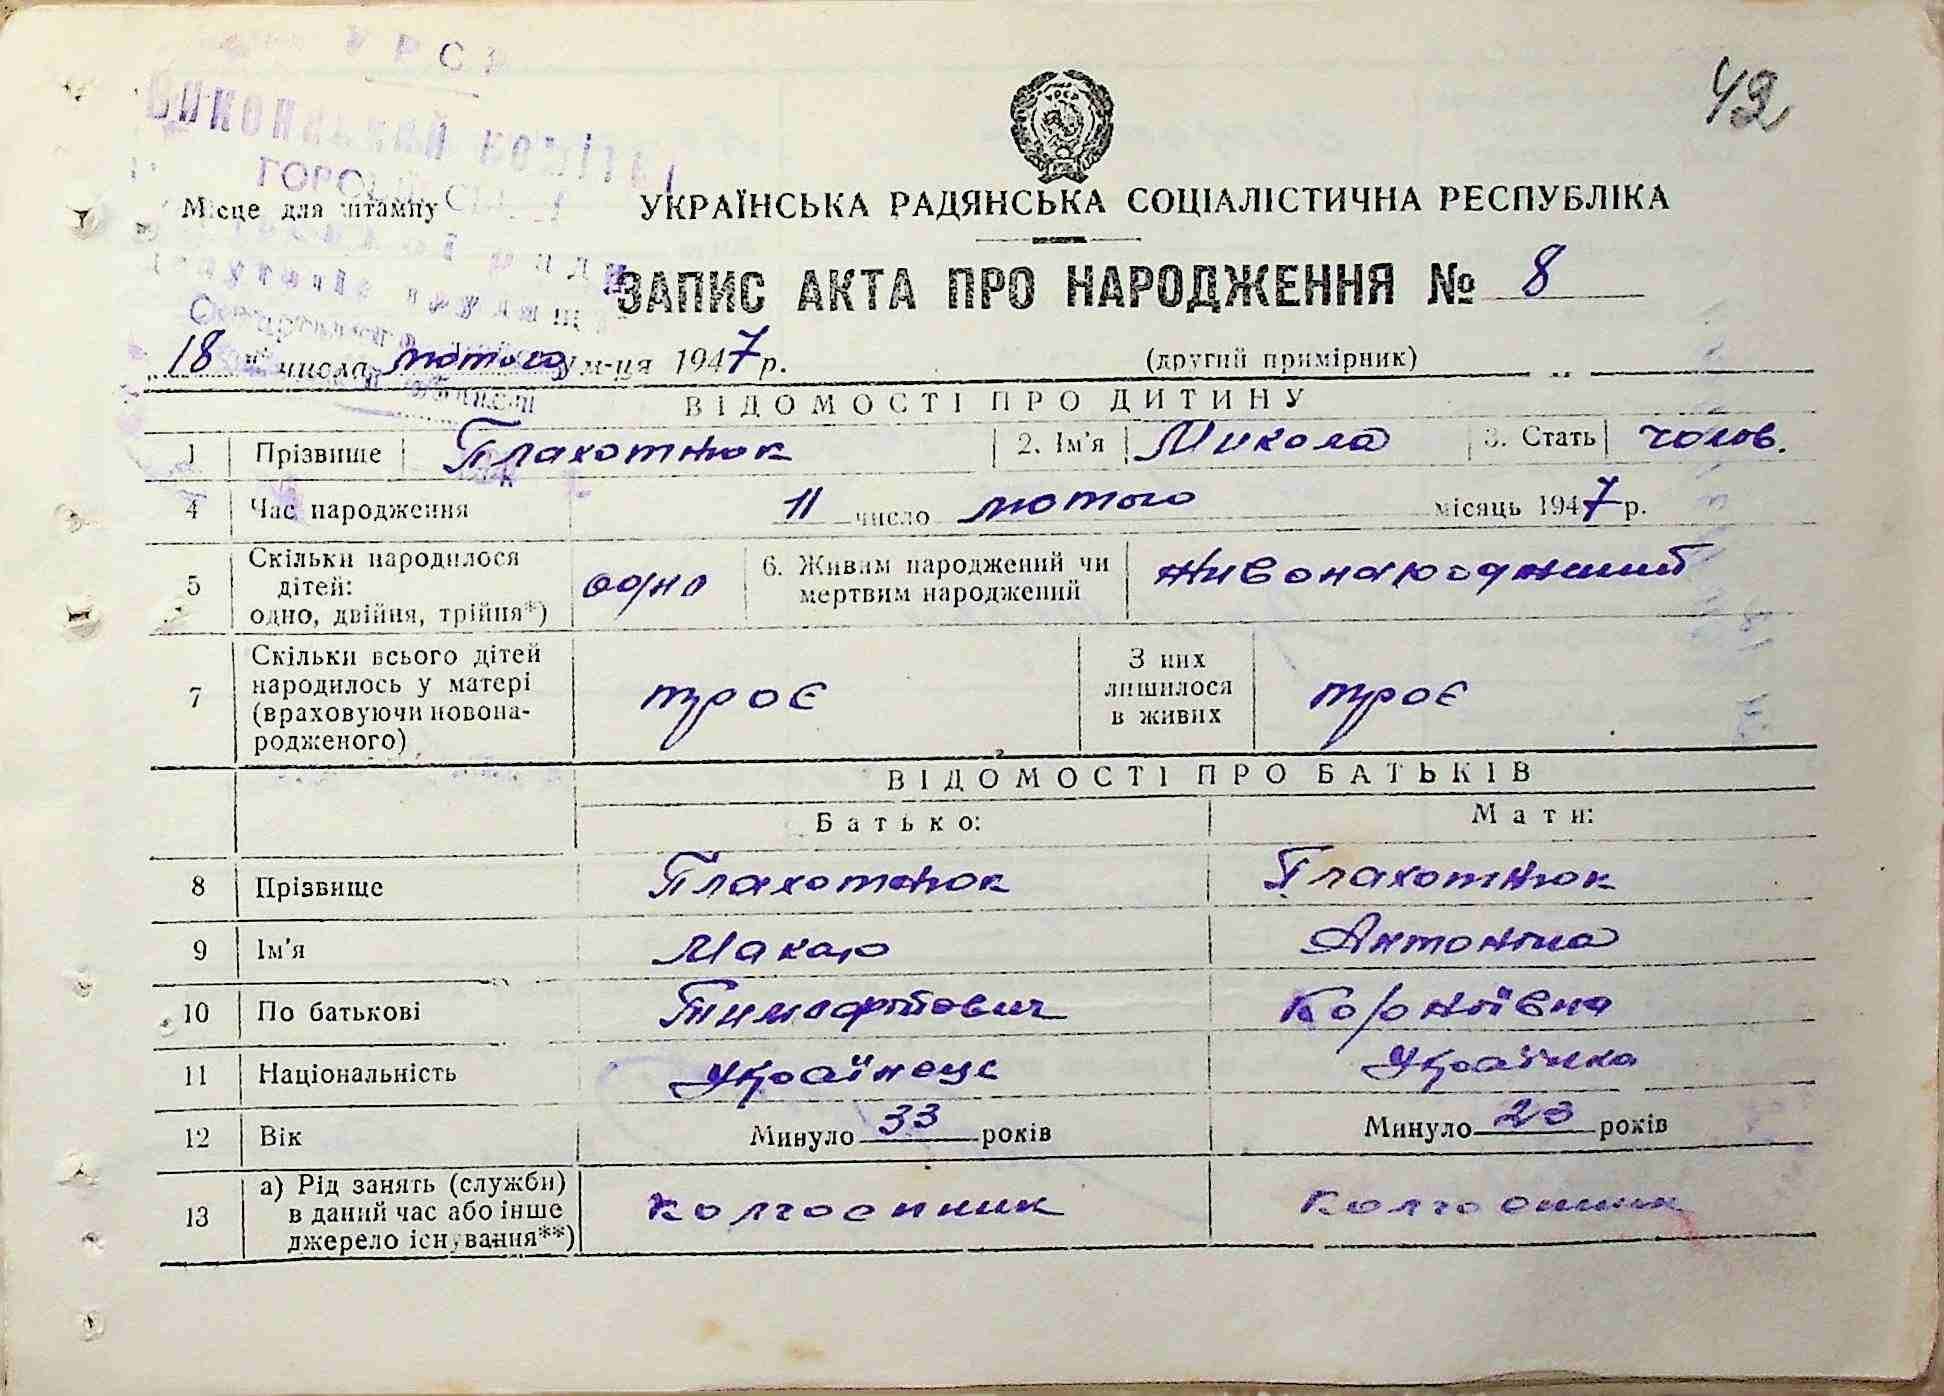 УРСР
42
Виконавчий комітет
УКРАЇНСЬКА РАДЯНСЬКА СОЦІАЛІСТИЧНА РЕСПУБЛІКА
Місце для штампу
ЗАПИС АКТА ПРО НАРОДЖЕННЯ № 8
„18" числа лютого м-ця 1947 р. (другий примірник)
ВІДОМОСТІ ПРО ДИТИНУ
1 Прізвище Плахотнюк 2. Ім'я Микола 3. Стать чолов.
4 Час народження 11 число лютого місяць 1947 р.
5 Скільки народилося дітей: одно, двійня, трійня*) одно 6. Живим народжений чи мертвим народжений живонароджений
7 Скільки всього дітей народилось у матері (враховуючи новонародженого) троє З них лишилося в живих троє
ВІДОМОСТІ ПРО БАТЬКІВ
Батько: Мати:
8 Прізвище Плахотнюк Плахотнюк
9 Ім'я Макар Антоніна
10 По батькові Тимофійович Корніївна
11 Національність Українець Українка
12 Вік Минуло 33 років Минуло 23 років
13 а) Рід занять (служби) в даний час або інше джерело існування**) колгоспник колгоспник